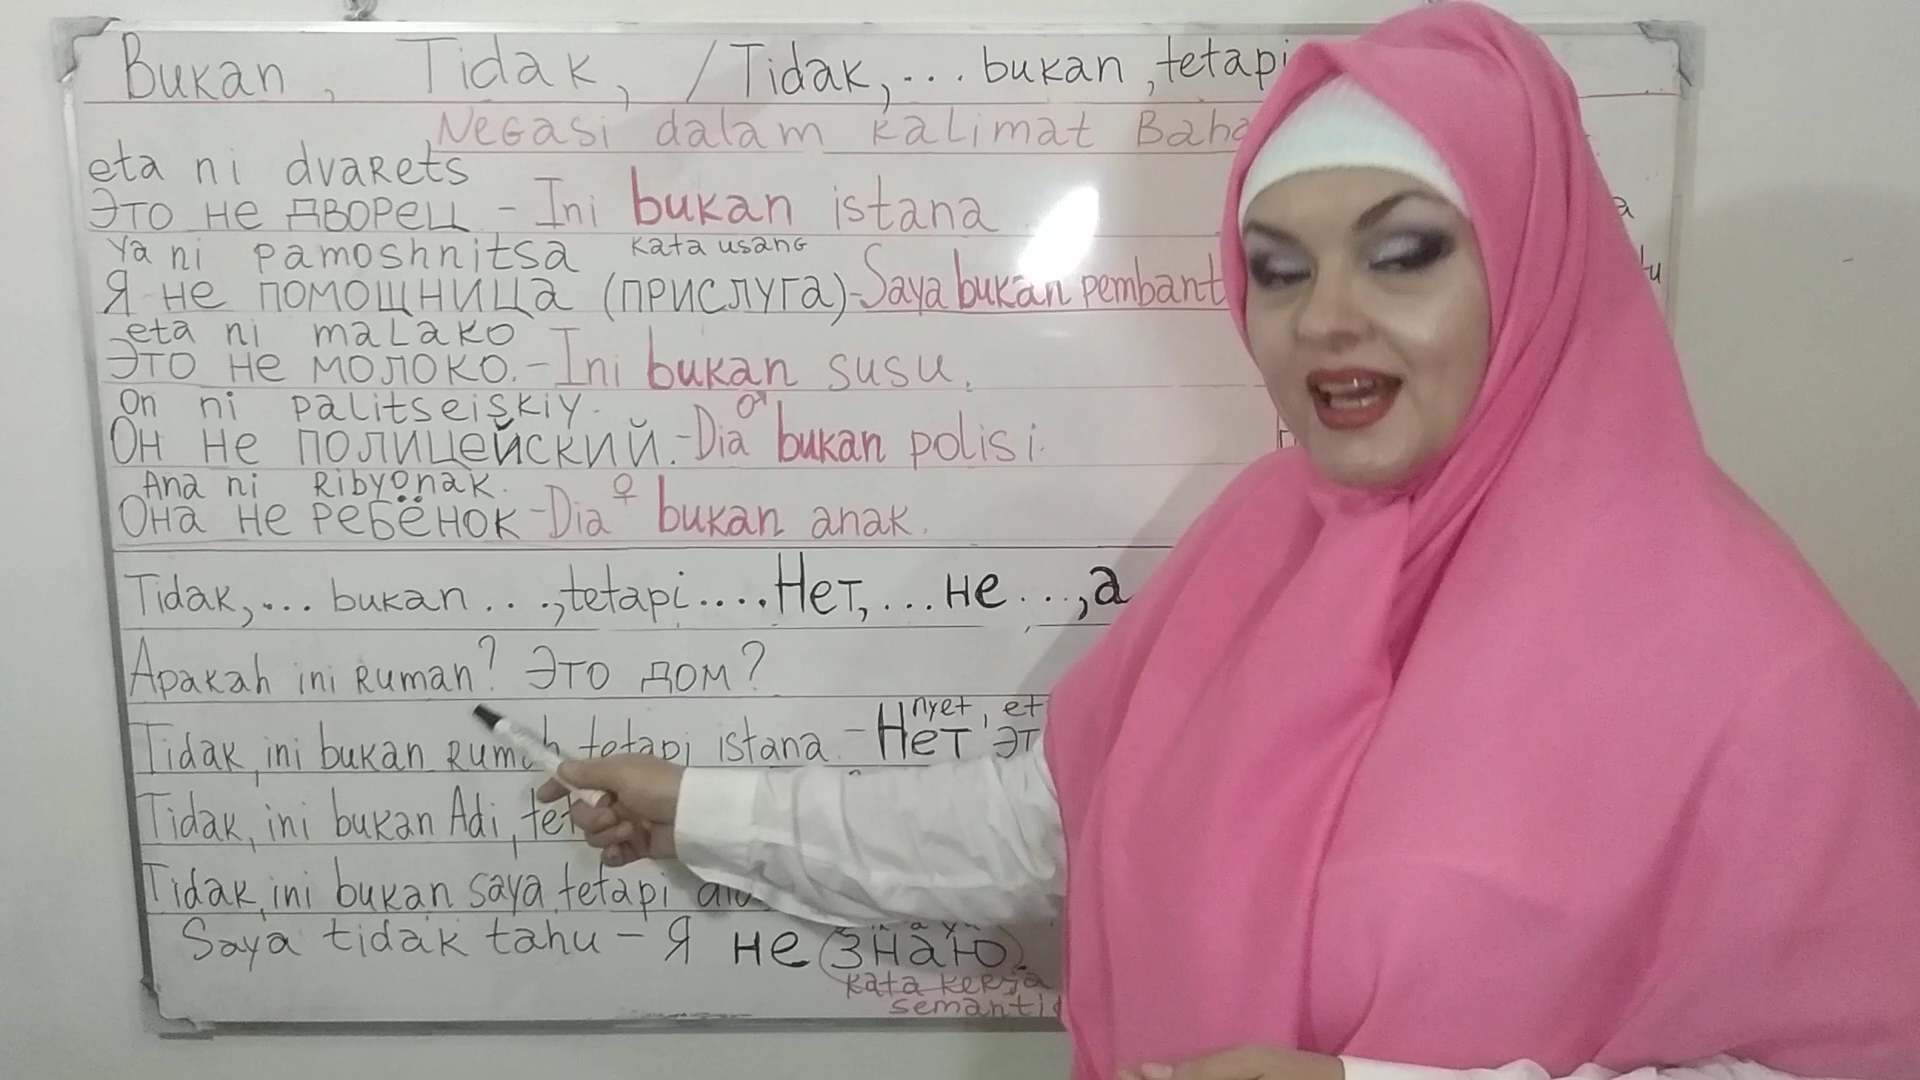 Bukan, Tidak, / Tidak, ... bukan, tetapi
Negasi dalam kalimat
eta ni dvarets
Это не дворец - Ini bukan istana
ya ni pamoshnitsa kata usang
Я не помощница (прислуга) - Saya bukan pembant
eta ni malako
Это не молоко. - Ini bukan susu.
On ni palitseiskiy.
Он не полицейский. - Dia ♂ bukan polisi.
Ana ni Ribyonak.
Она не ребёнок - Dia ♀ bukan anak.
Tidak, ... bukan ..., tetapi .... Нет, ... не ..., а
Apakah ini Rumah? Это дом?
nyet, et
Tidak, ini bukan Rumah tetapi istana. - Нет эт
Tidak, ini bukan Adi, tet
Tidak, ini bukan saya, tetapi
Saya tidak tahu - Я не знаю.
kata kerja
semanti